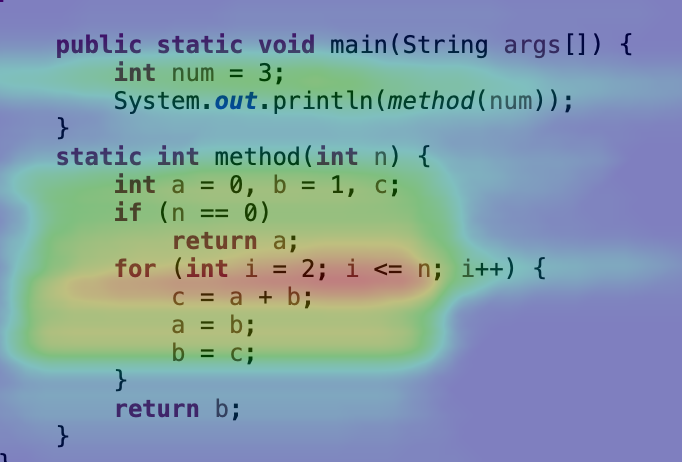 public static void main(String args[]) {
int num = 3;
System.out.println(method(num));
}
static int method(int n) {
int a = 0, b = 1, c;
if (n == 0)
return a;
for (int i = 2; i <= n; i++) {
c = a + b;
a = b;
b = c;
}
return b;
}
}